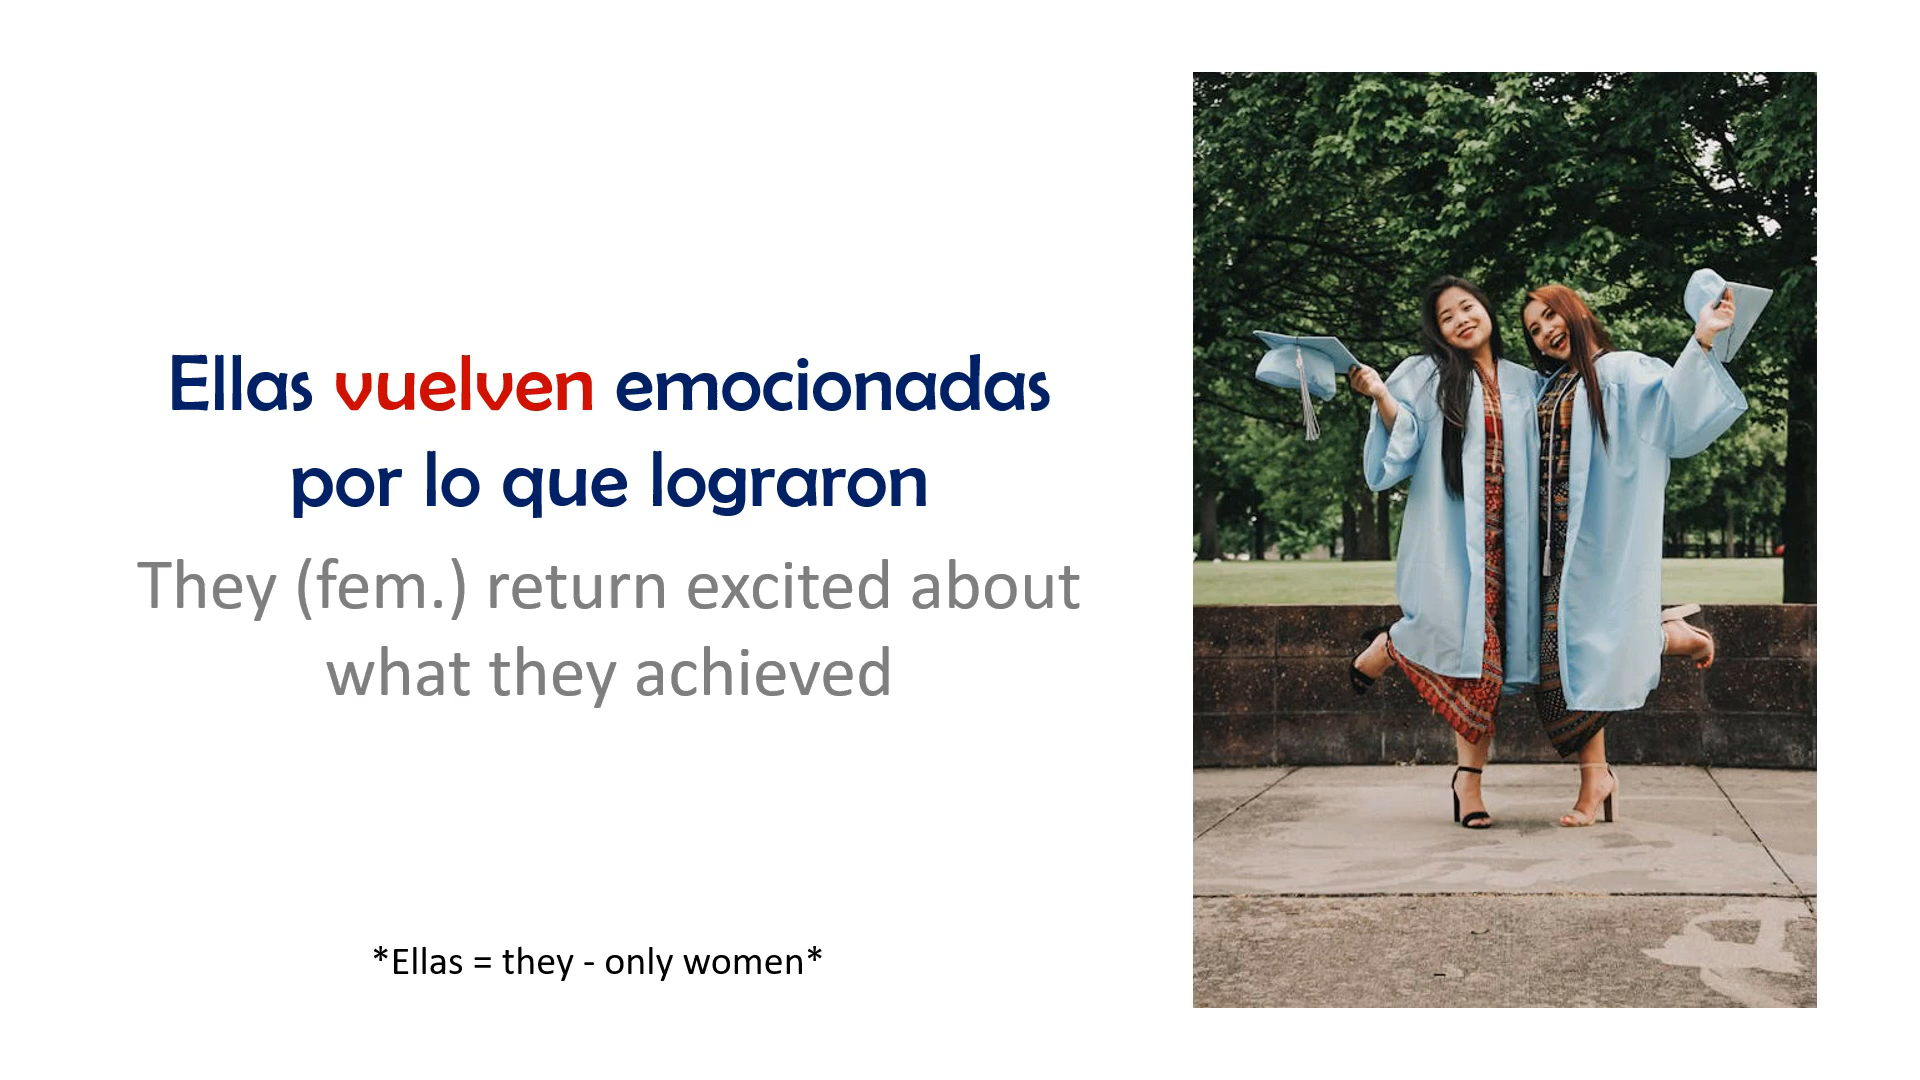 Ellas vuelven emocionadas
por lo que lograron
They (fem.) return excited about
what they achieved
*Ellas = they - only women*